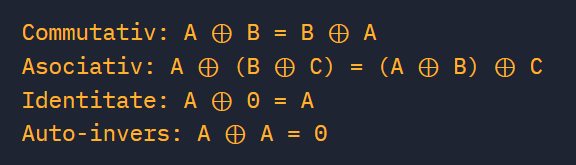 Commutativ: A ⊕ B = B ⊕ A
Asociativ: A ⊕ (B ⊕ C) = (A ⊕ B) ⊕ C
Identitate: A ⊕ 0 = A
Auto-invers: A ⊕ A = 0